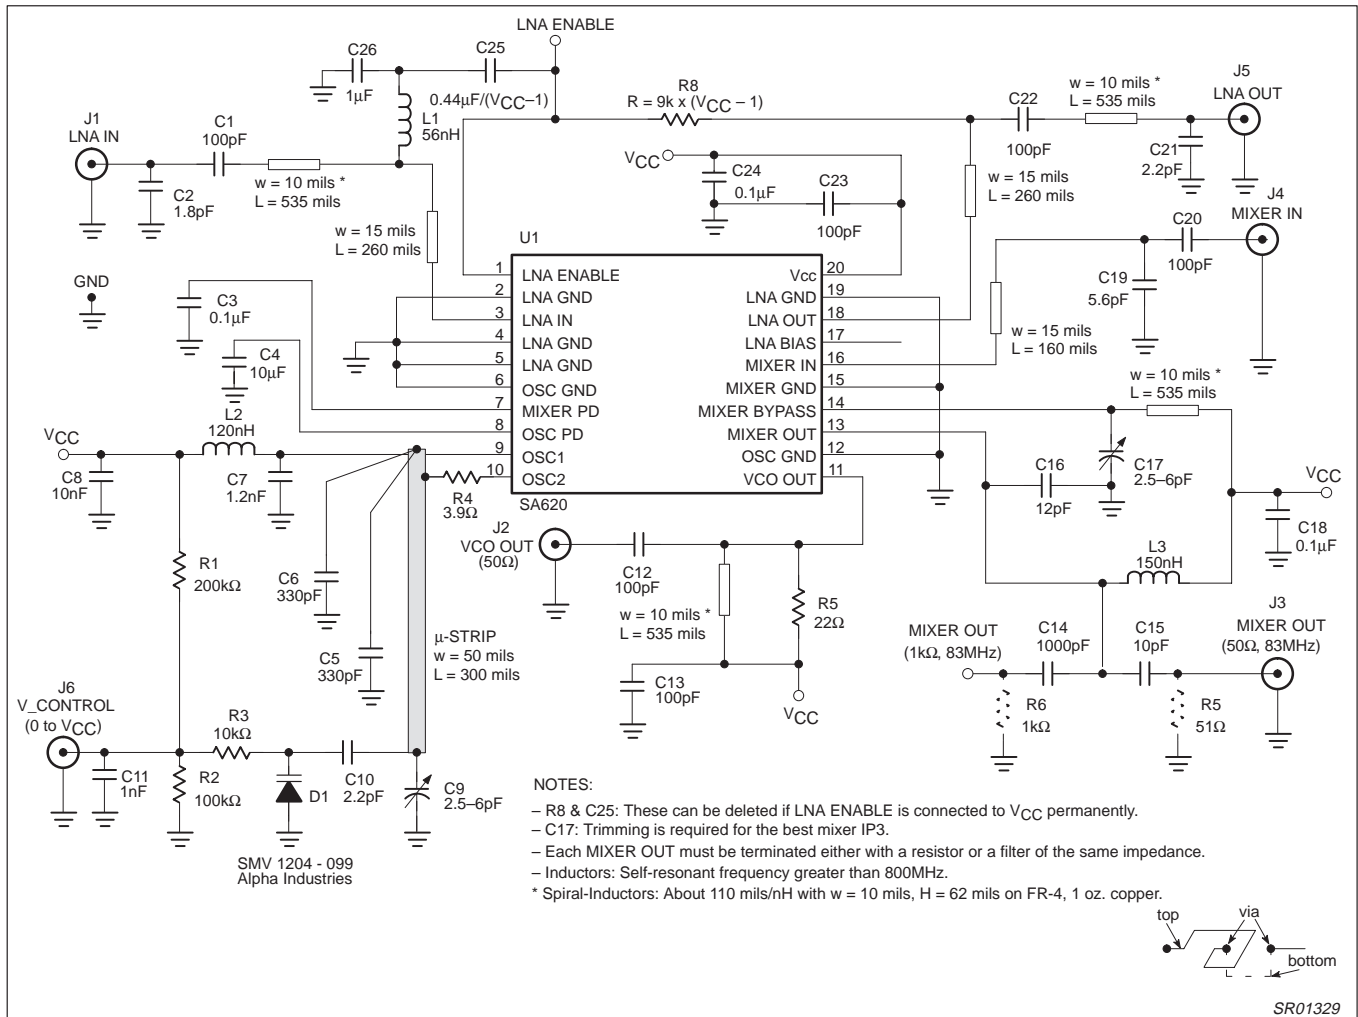 LNA ENABLE
C26
1µF
C25
0.44µF/(VCC–1)
L1
56nH
R8
R = 9k x (VCC – 1)
C22
100pF
w = 10 mils *
L = 535 mils
J5
LNA OUT
C21
2.2pF
J1
LNA IN
C1
100pF
C2
1.8pF
w = 10 mils *
L = 535 mils
w = 15 mils
L = 260 mils
VCC
C24
0.1µF
C23
100pF
w = 15 mils
L = 260 mils
J4
MIXER IN
C20
100pF
C19
5.6pF
w = 15 mils
L = 160 mils
GND
C3
0.1µF
C4
10µF
U1
1 LNA ENABLE
2 LNA GND
3 LNA IN
4 LNA GND
5 LNA GND
6 OSC GND
7 MIXER PD
8 OSC PD
9 OSC1
10 OSC2
Vcc 20
LNA GND 19
LNA OUT 18
LNA BIAS 17
MIXER IN 16
MIXER GND 15
MIXER BYPASS 14
MIXER OUT 13
OSC GND 12
VCO OUT 11
SA620
w = 10 mils *
L = 535 mils
VCC
C8
10nF
L2
120nH
C7
1.2nF
R4
3.9Ω
C16
12pF
C17
2.5–6pF
VCC
C18
0.1µF
L3
150nH
R1
200kΩ
C6
330pF
C5
330pF
µ-STRIP
w = 50 mils
L = 300 mils
J2
VCO OUT
(50Ω)
C12
100pF
w = 10 mils *
L = 535 mils
R5
22Ω
C13
100pF
VCC
MIXER OUT
(1kΩ, 83MHz)
C14
1000pF
C15
10pF
J3
MIXER OUT
(50Ω, 83MHz)
R6
1kΩ
R5
51Ω
J6
V_CONTROL
(0 to VCC)
C11
1nF
R2
100kΩ
R3
10kΩ
D1
C10
2.2pF
C9
2.5–6pF
SMV 1204 - 099
Alpha Industries
NOTES:
– R8 & C25: These can be deleted if LNA ENABLE is connected to VCC permanently.
– C17: Trimming is required for the best mixer IP3.
– Each MIXER OUT must be terminated either with a resistor or a filter of the same impedance.
– Inductors: Self-resonant frequency greater than 800MHz.
* Spiral-Inductors: About 110 mils/nH with w = 10 mils, H = 62 mils on FR-4, 1 oz. copper.
top
via
bottom
SR01329